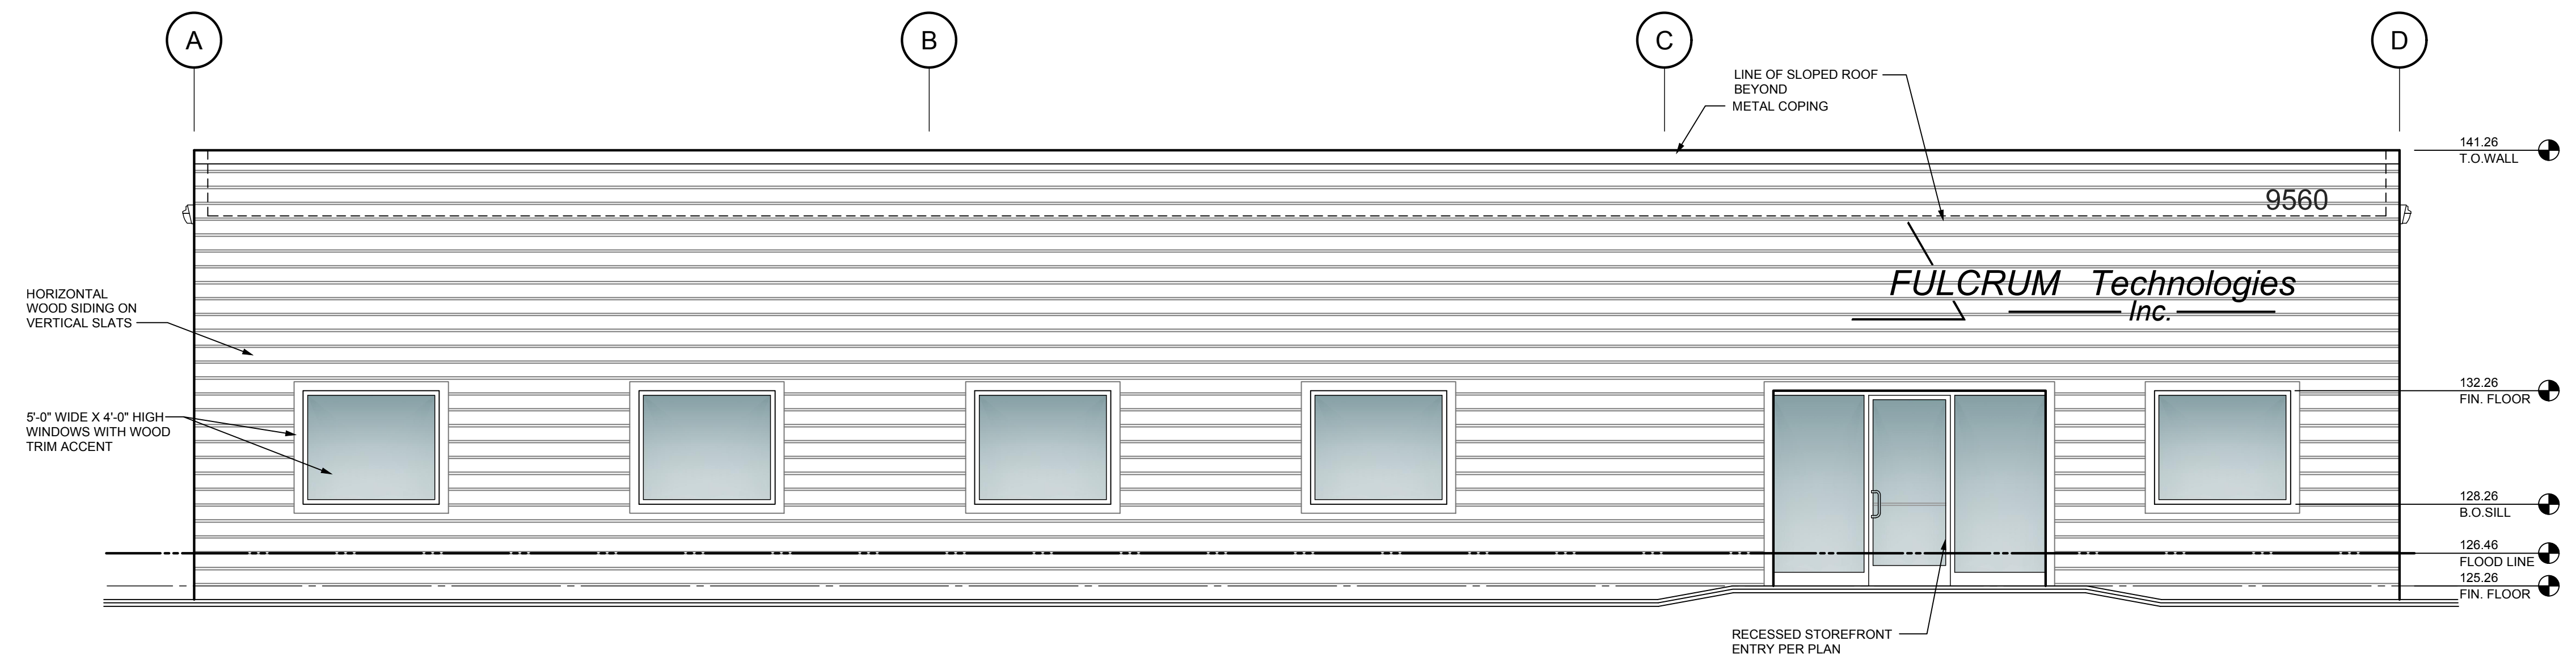 A
B
C
D
LINE OF SLOPED ROOF
BEYOND
METAL COPING
141.26
T.O.WALL
9560
FULCRUM Technologies
Inc.
HORIZONTAL
WOOD SIDING ON
VERTICAL SLATS
132.26
FIN. FLOOR
5'-0" WIDE X 4'-0" HIGH
WINDOWS WITH WOOD
TRIM ACCENT
128.26
B.O.SILL
126.46
FLOOD LINE
125.26
FIN. FLOOR
RECESSED STOREFRONT
ENTRY PER PLAN